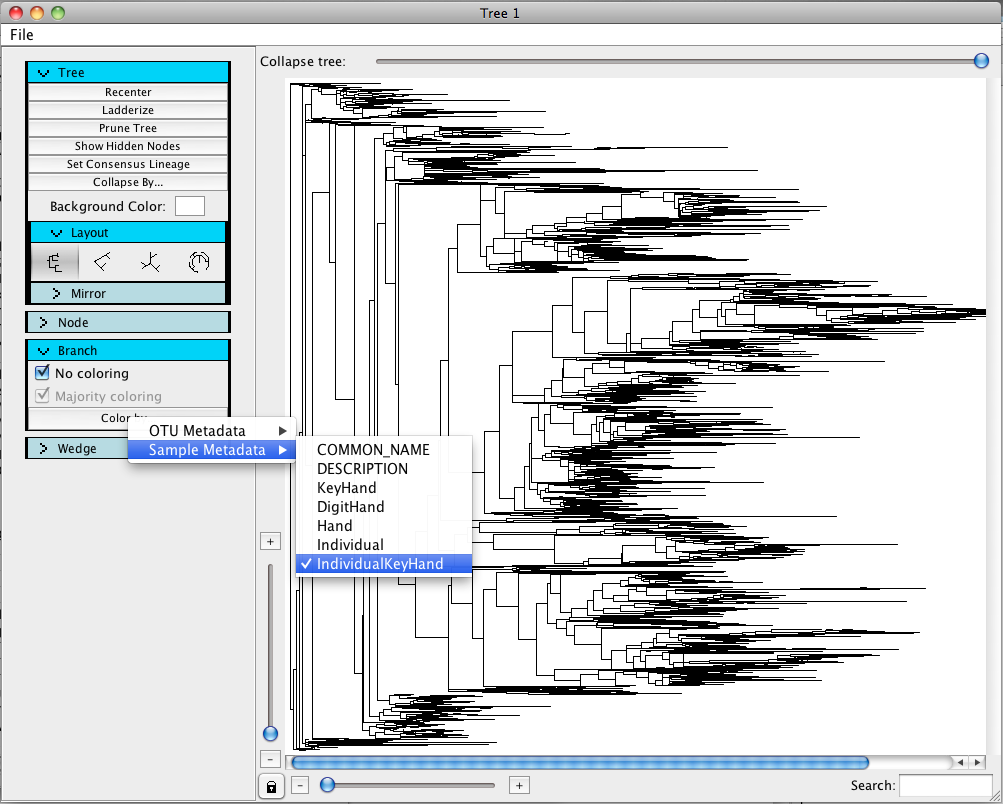 Tree 1
File
Collapse tree:
Tree
Recenter
Ladderize
Prune Tree
Show Hidden Nodes
Set Consensus Lineage
Collapse By...
Background Color:
Layout
Mirror
Node
Branch
No coloring
Majority coloring
Color by
OTU Metadata
Wedge
Sample Metadata
COMMON_NAME
DESCRIPTION
KeyHand
DigitHand
Hand
Individual
IndividualKeyHand
+
-
- +
Search: